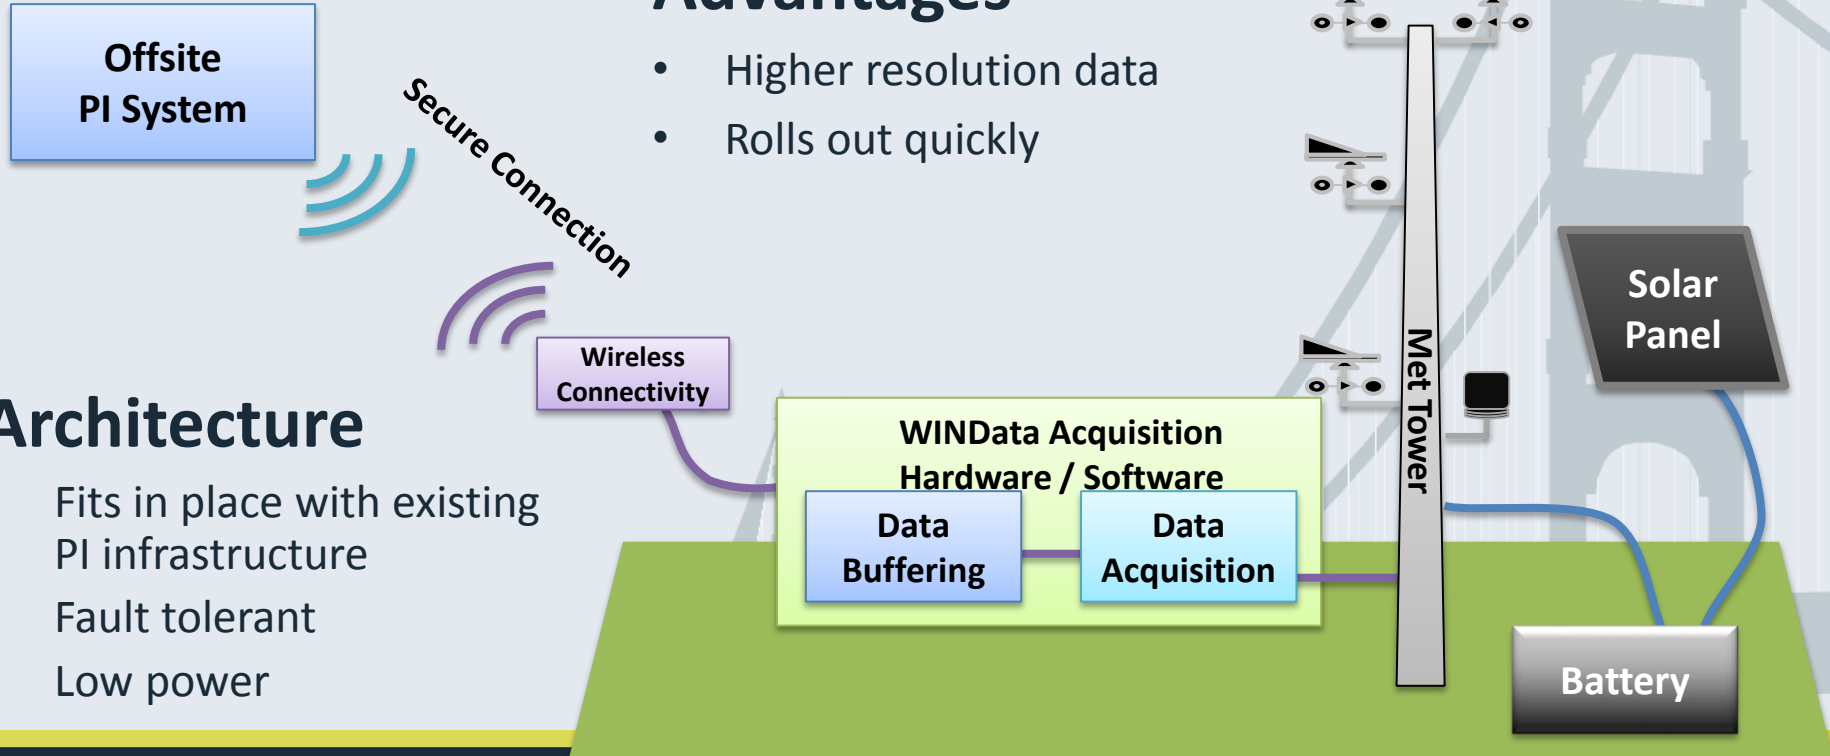 Advantages
• Higher resolution data
• Rolls out quickly
Offsite
PI System
Secure Connection
Wireless
Connectivity
Architecture
Fits in place with existing
PI infrastructure
Fault tolerant
Low power
WINData Acquisition
Hardware / Software
Data
Buffering
Data
Acquisition
Met Tower
Solar
Panel
Battery